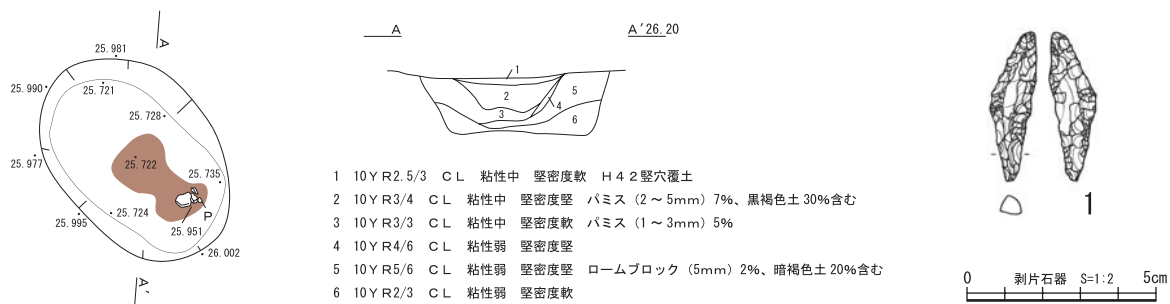 A
25.981
25.990
25.721
25.728
25.722
25.977
25.735
P
25.724
25.995
25.951
26.002
A'
A A'26.20
1
2
5
4
3
6
1 10YR2.5/3 CL 粘性中 堅密度軟 H42竪穴覆土
2 10YR3/4 CL 粘性中 堅密度堅 パミス(2~5mm)7%、黒褐色土30%含む
3 10YR3/3 CL 粘性中 堅密度軟 パミス(1~3mm)5%
4 10YR4/6 CL 粘性弱 堅密度堅
5 10YR5/6 CL 粘性弱 堅密度堅 ロームブロック(5mm)2%、暗褐色土20%含む
6 10YR2/3 CL 粘性弱 堅密度軟
1
0 剥片石器 S=1:2 5cm